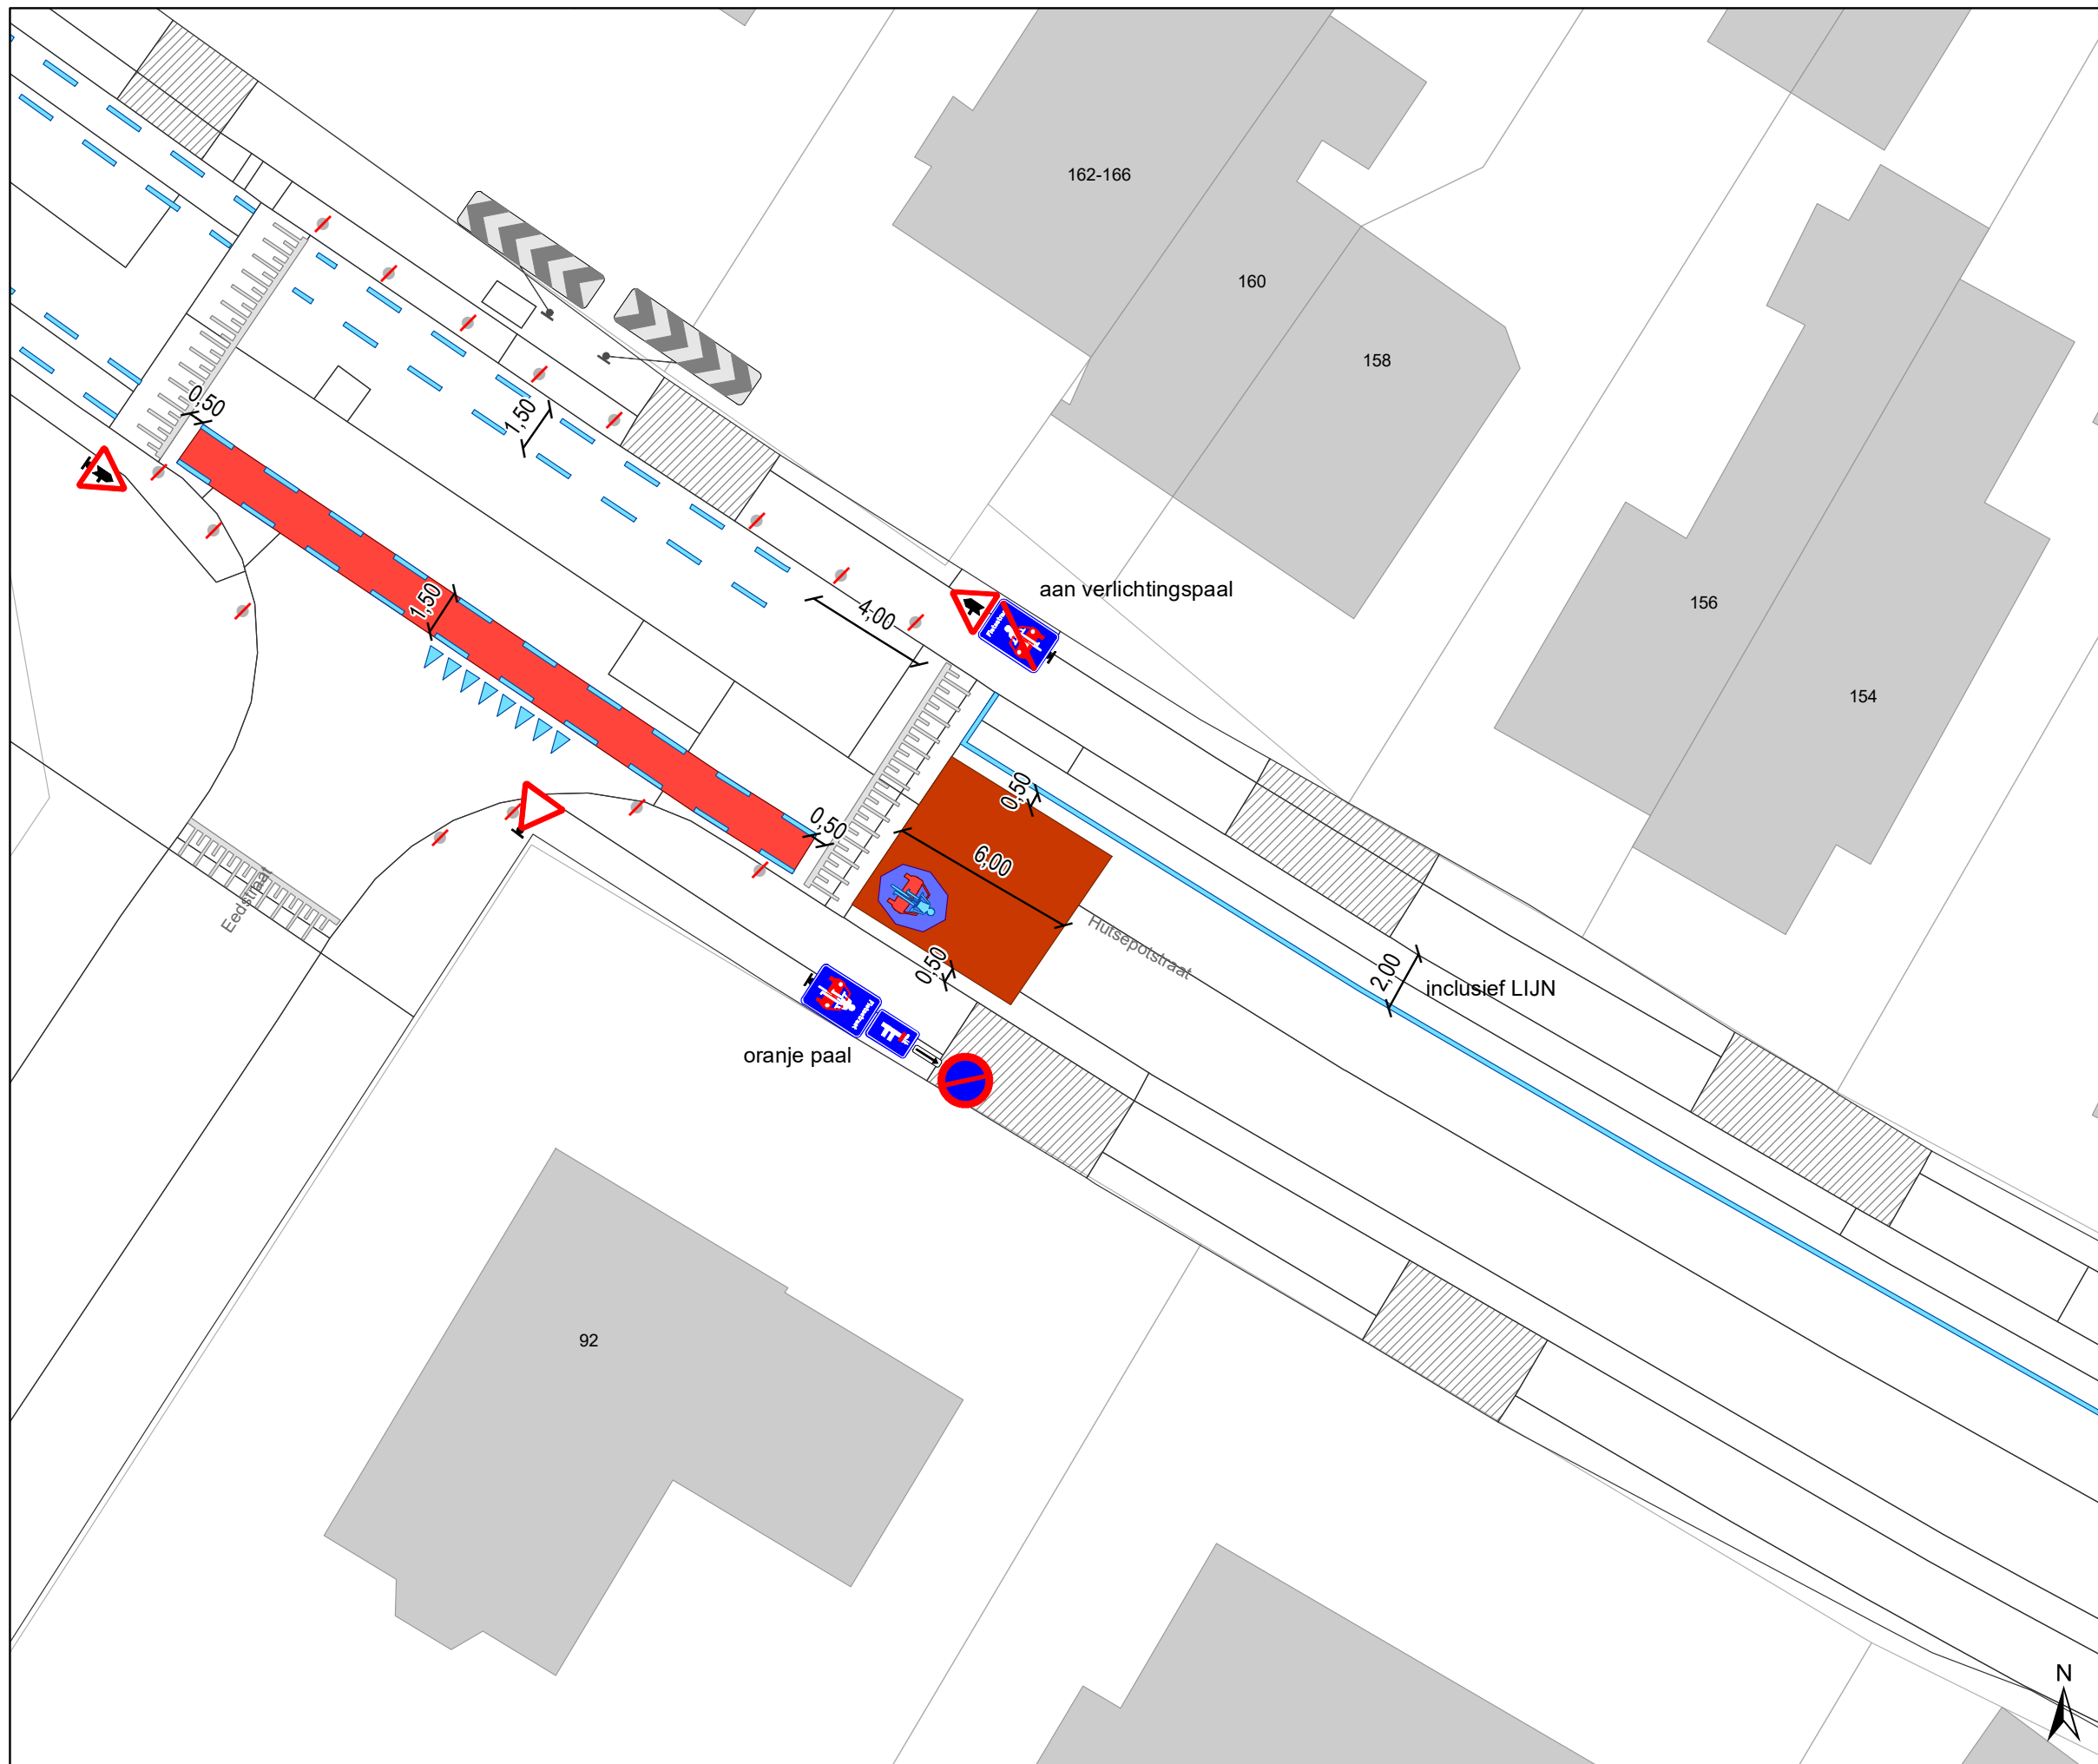 162-166
160
158
0,50
1,50
aan verlichtingspaal
4,00
156
1,50
154
0,50
0,50
6,00
Eedstraat
Hutsepotstraat
0,50
2,00
inclusief LIJN
oranje paal
92
N